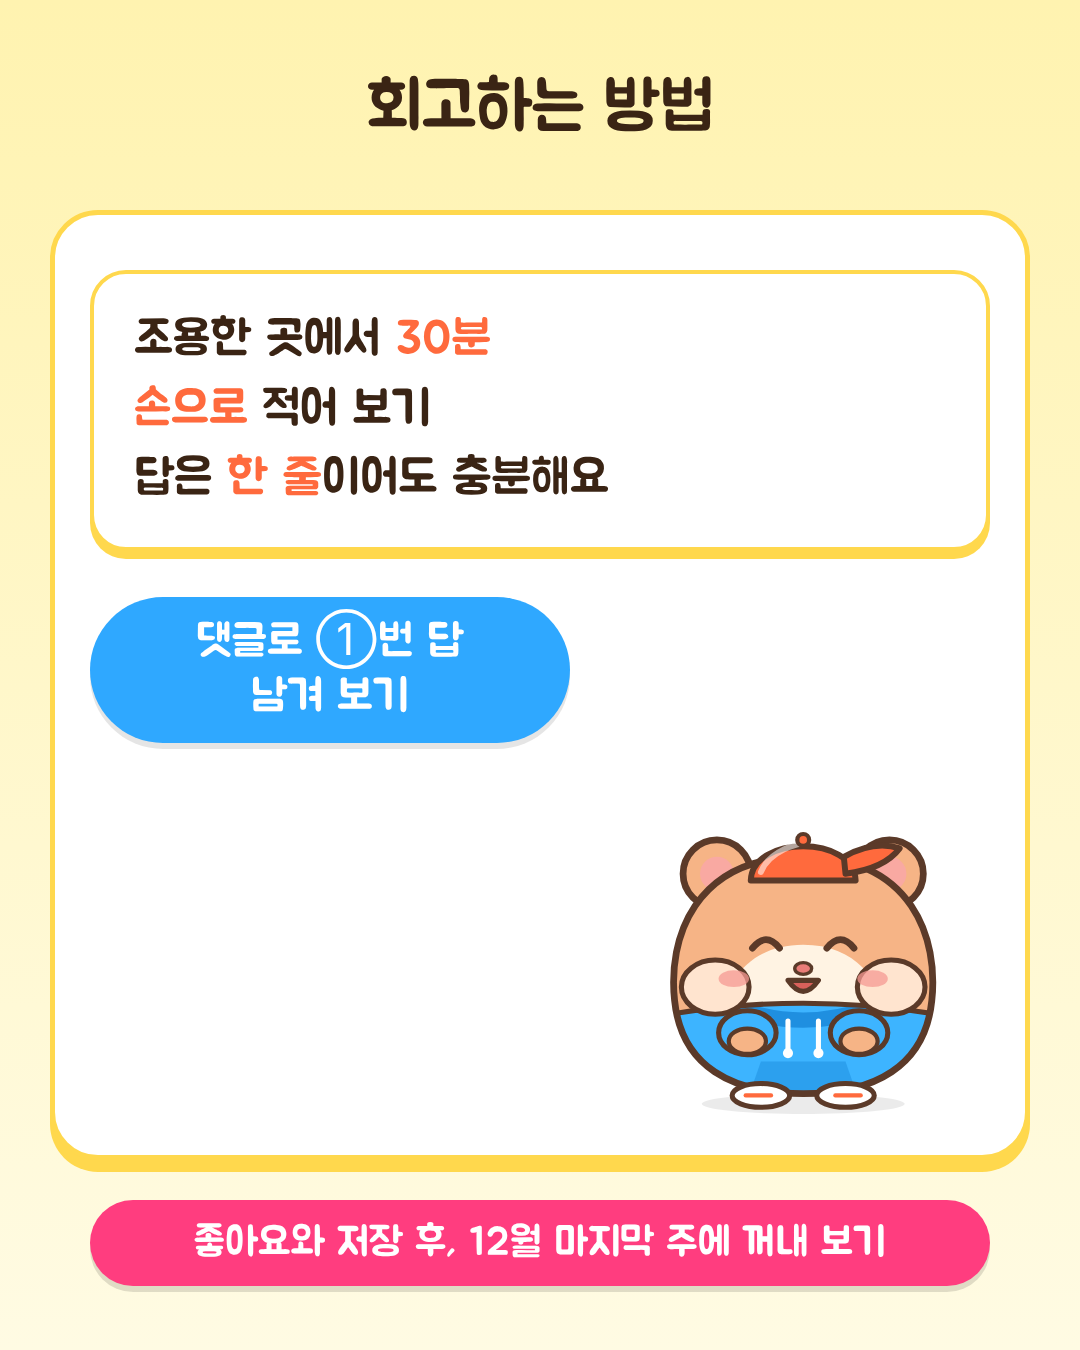 회고하는 방법
조용한 곳에서 30분
손으로 적어 보기
답은 한 줄이어도 충분해요
댓글로 ①번 답
남겨 보기
좋아요와 저장 후, 12월 마지막 주에 꺼내 보기